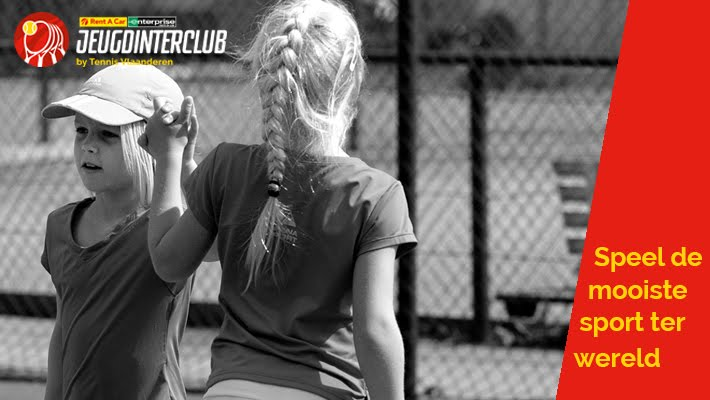 Rent A Car enterprise
JEUGDINTERCLUB
by Tennis Vlaanderen
Speel de
mooiste
sport ter
wereld